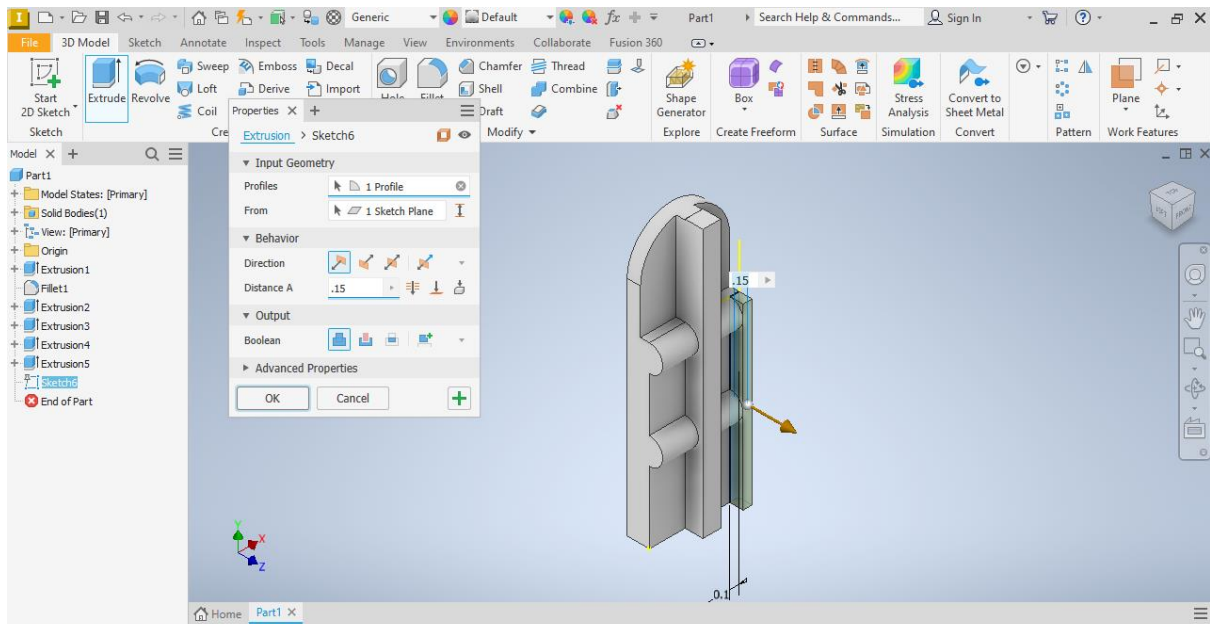 I Generic Default fx Part1 Search Help & Commands... Sign In ?
File 3D Model Sketch Annotate Inspect Tools Manage View Environments Collaborate Fusion 360
Start 2D Sketch
Extrude Revolve
Sweep Emboss Decal
Loft Derive Import
Coil
Chamfer Thread
Shell Combine
Draft
Shape Generator
Box
Stress Analysis
Convert to Sheet Metal
Plane
Sketch Modify Explore Create Freeform Surface Simulation Convert Pattern Work Features
Model × +
Part1
Model States: [Primary]
Solid Bodies(1)
View: [Primary]
Origin
Extrusion1
Fillet1
Extrusion2
Extrusion3
Extrusion4
Extrusion5
Sketch6
End of Part
Properties × +
Extrusion > Sketch6
Input Geometry
Profiles 1 Profile
From 1 Sketch Plane
Behavior
Direction
Distance A .15
Output
Boolean
Advanced Properties
OK Cancel
.15
0.1
Y
X
Z
TOP
FRONT
Home Part1 ×